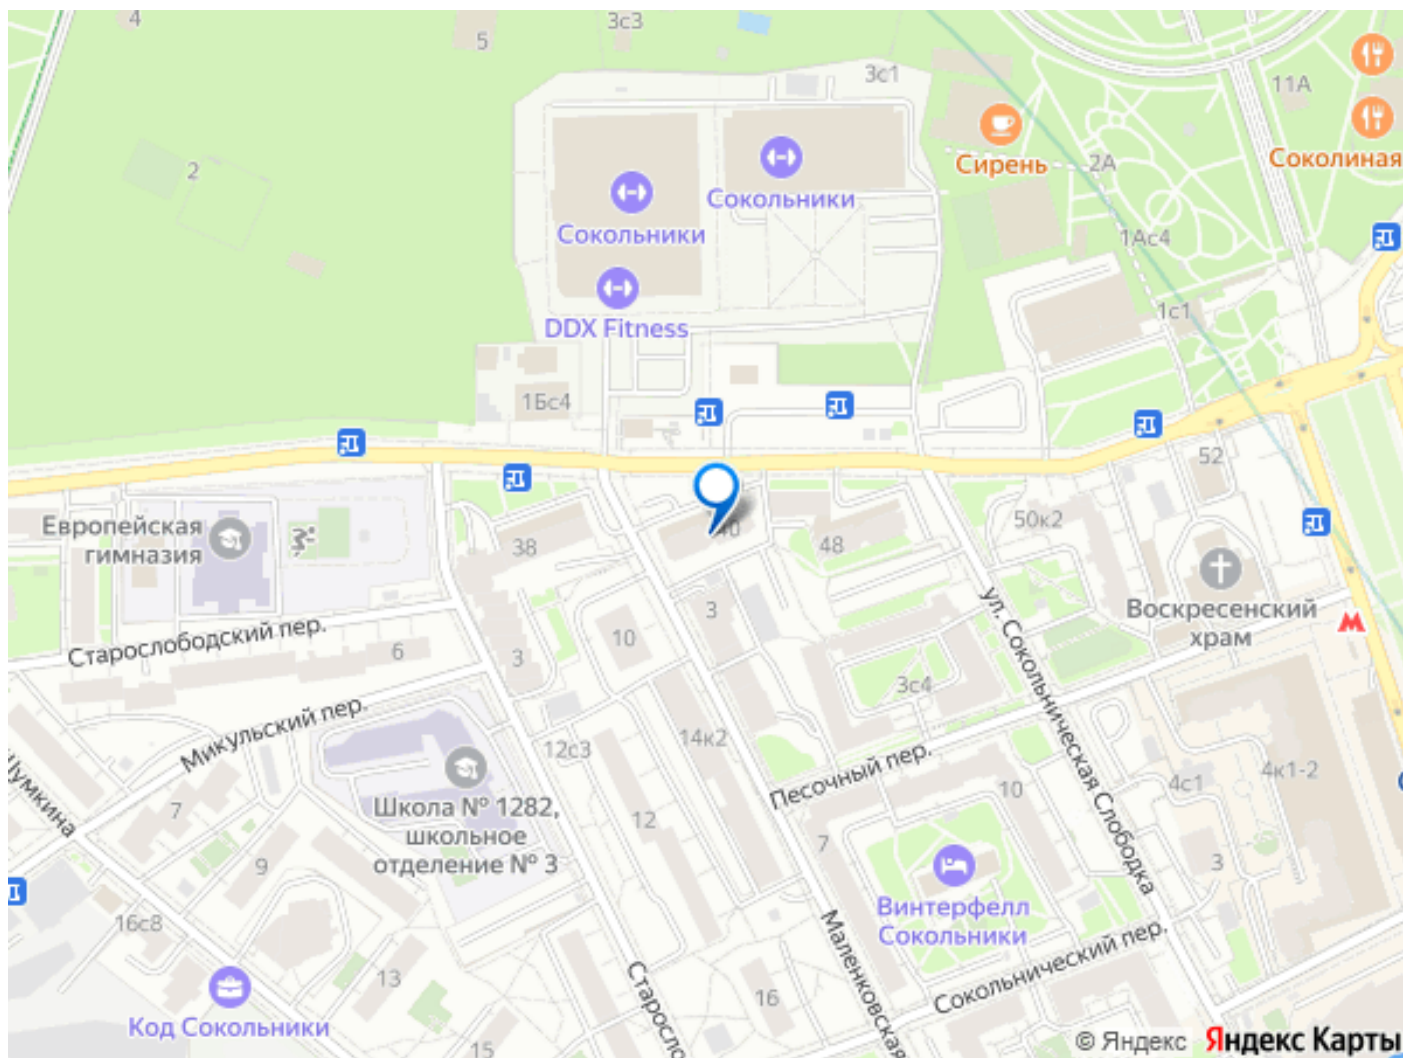 4
3с3
5
3с1
11А
Сирень
2А
Соколиная
2
Сокольники
Сокольники
1Ас4
DDX Fitness
1с1
1Бс4
52
Европейская
гимназия
38
40
48
50к2
Воскресенский
храм
Старослободский пер.
6
3
10
3
3с4
ул. Сокольническая Слободка
Микульский пер.
12с3
14к2
Песочный пер.
10
4с1
4к1-2
Шумкина
7
Школа № 1282,
школьное
отделение № 3
12
7
3
9
Винтерфелл
Сокольники
16с8
Маленковская
Сокольнический пер.
13
16
Код Сокольники
15
© Яндекс Яндекс Карты